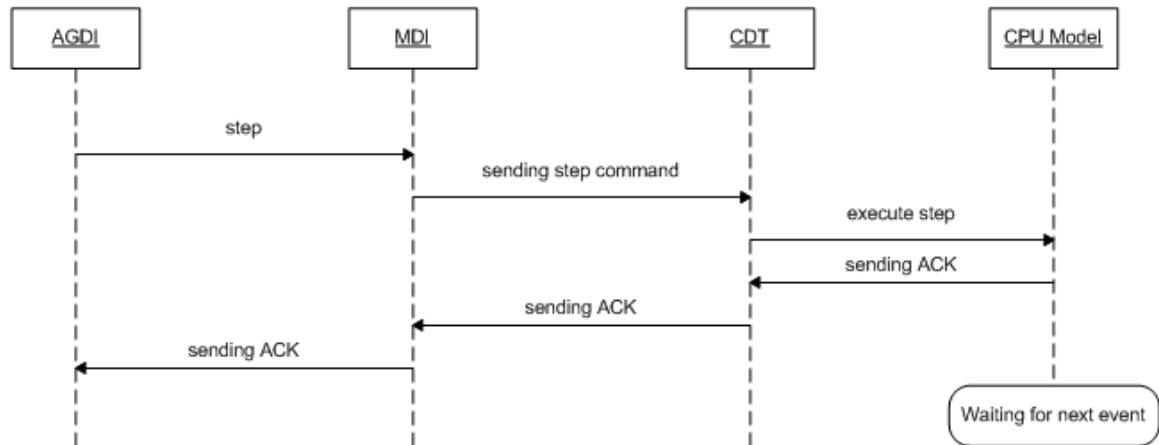 AGDI
MDI
CDT
CPU Model
step
sending step command
execute step
sending ACK
sending ACK
sending ACK
Waiting for next event